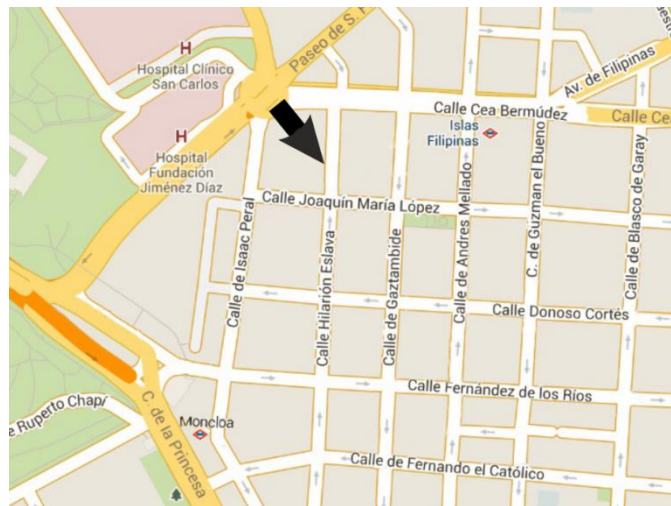 H
Hospital Clínico
San Carlos
Paseo de S. F
Av. de Filipinas
Calle Cea Bermúdez
Calle Cea
Islas
Filipinas
H
Hospital
Fundación
Jiménez Díaz
Calle Joaquín María López
Calle de Isaac Peral
Calle Hilarión Eslava
Calle de Gaztambide
Calle de Andres Mellado
C. de Guzman el Bueno
Calle de Blasco de Garay
Calle Donoso Cortés
Calle Fernández de los Ríos
e Ruperto Chapí
C. de la Princesa
Moncloa
Calle de Fernando el Católico